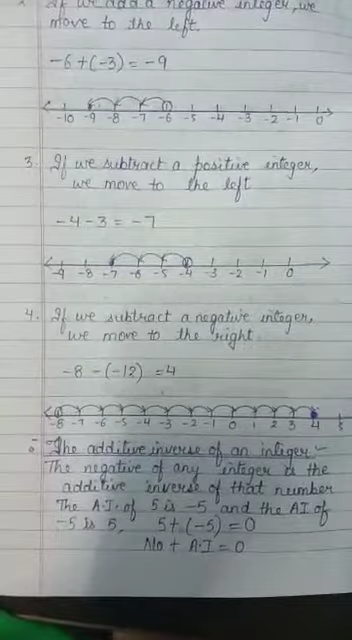 If we add a negative integer, we
move to the left.
-6+(-3) = -9
-10 -9 -8 -7 -6 -5 -4 -3 -2 -1 0
3. If we subtract a positive integer,
we move to the left
-4-3 = -7
-9 -8 -7 -6 -5 -4 -3 -2 -1 0
4. If we subtract a negative integer,
we move to the right.
-8 -(-12) = 4
-8 -7 -6 -5 -4 -3 -2 -1 0 1 2 3 4 5
The additive inverse of an integer:-
The negative of any integer is the
additive inverse of that number
The A.I. of 5 is -5 and the AI of
-5 is 5, 5+(-5) = 0
No + A.I = 0